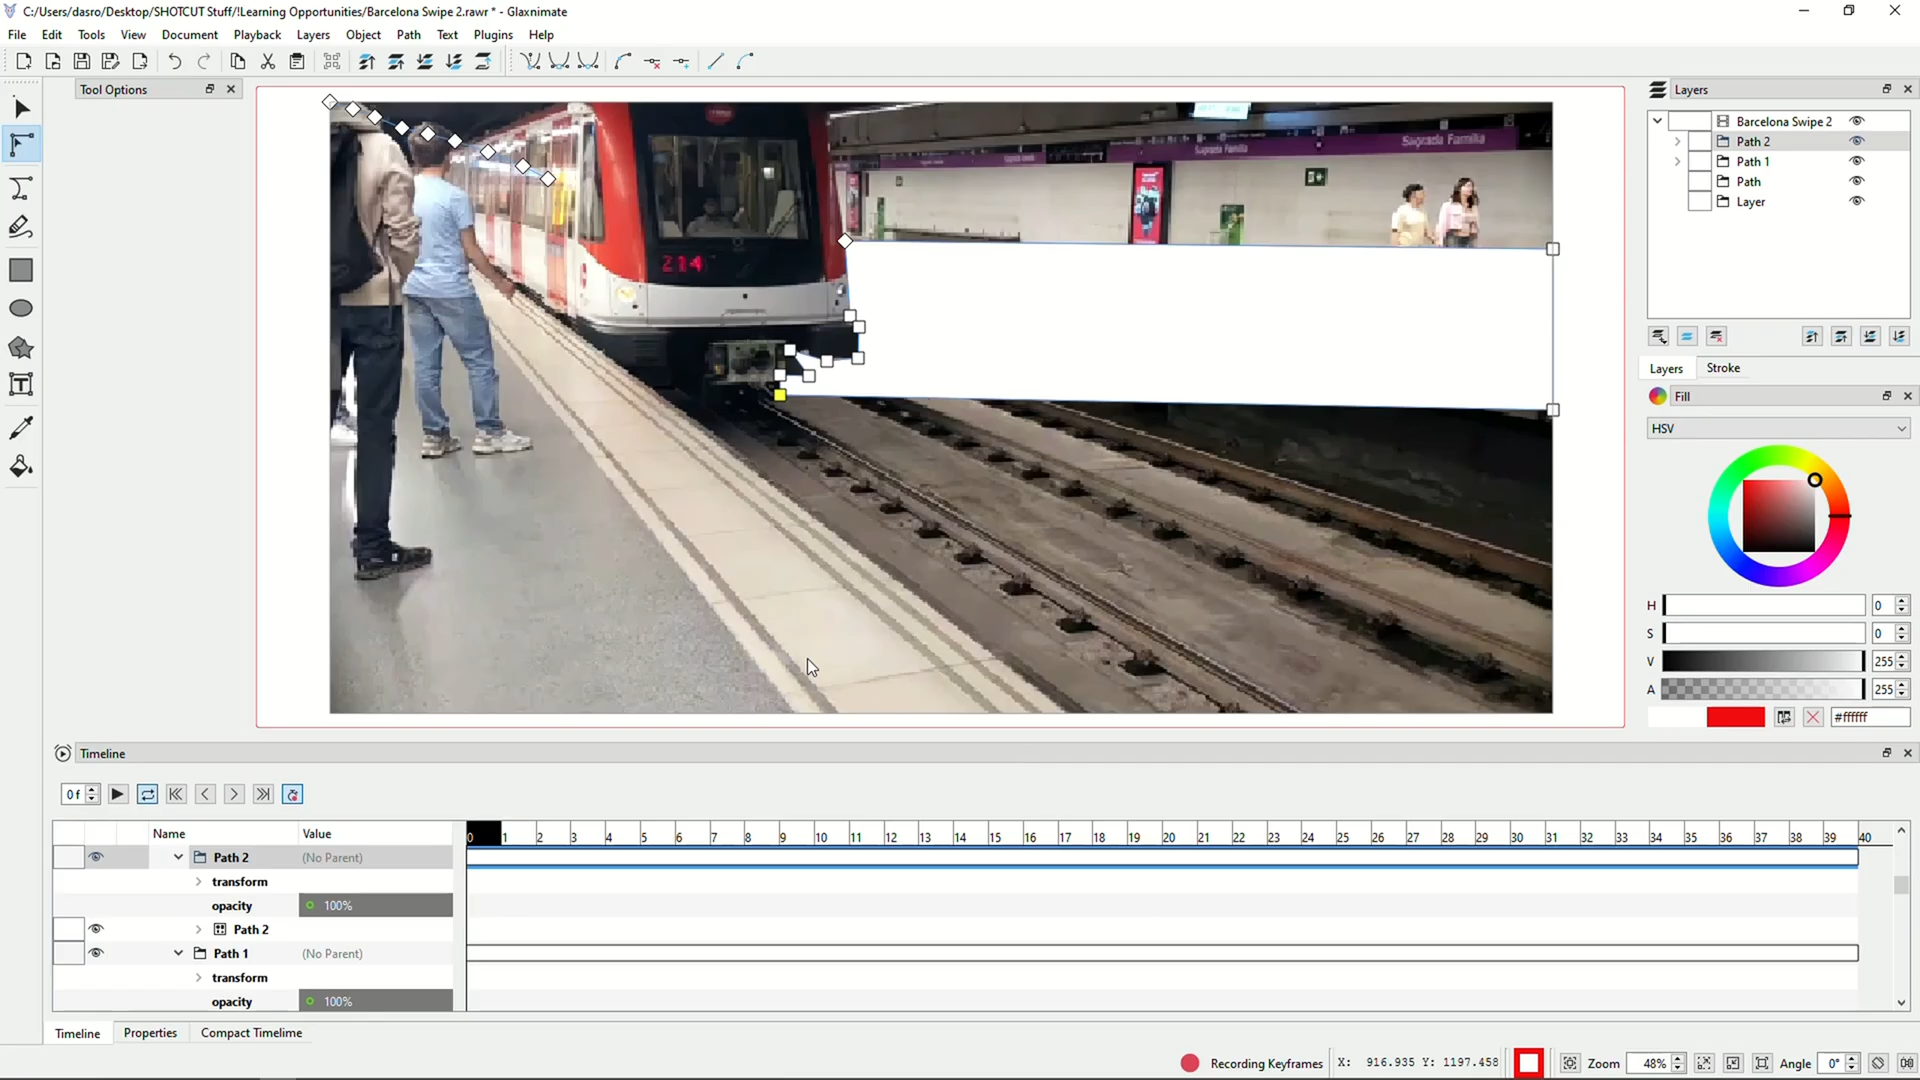 C:/Users/dasro/Desktop/SHOTCUT Stuff/!Learning Opportunities/Barcelona Swipe 2.rawr * - Glaxnimate
File Edit Tools View Document Playback Layers Object Path Text Plugins Help
Tool Options
Layers
Barcelona Swipe 2
Path 2
Path 1
Path
Layer
Sagrada Família
Sagrada Família
214
Layers Stroke
Fill
HSV
H 0
S 0
V 255
A 255
#ffffff
Timeline
0 f
Name Value
0 1 2 3 4 5 6 7 8 9 10 11 12 13 14 15 16 17 18 19 20 21 22 23 24 25 26 27 28 29 30 31 32 33 34 35 36 37 38 39 40
Path 2 (No Parent)
transform
opacity 100%
Path 2
Path 1 (No Parent)
transform
opacity 100%
Timeline Properties Compact Timelime
Recording Keyframes X: 916.935 Y: 1197.458 Zoom 48% Angle 0°